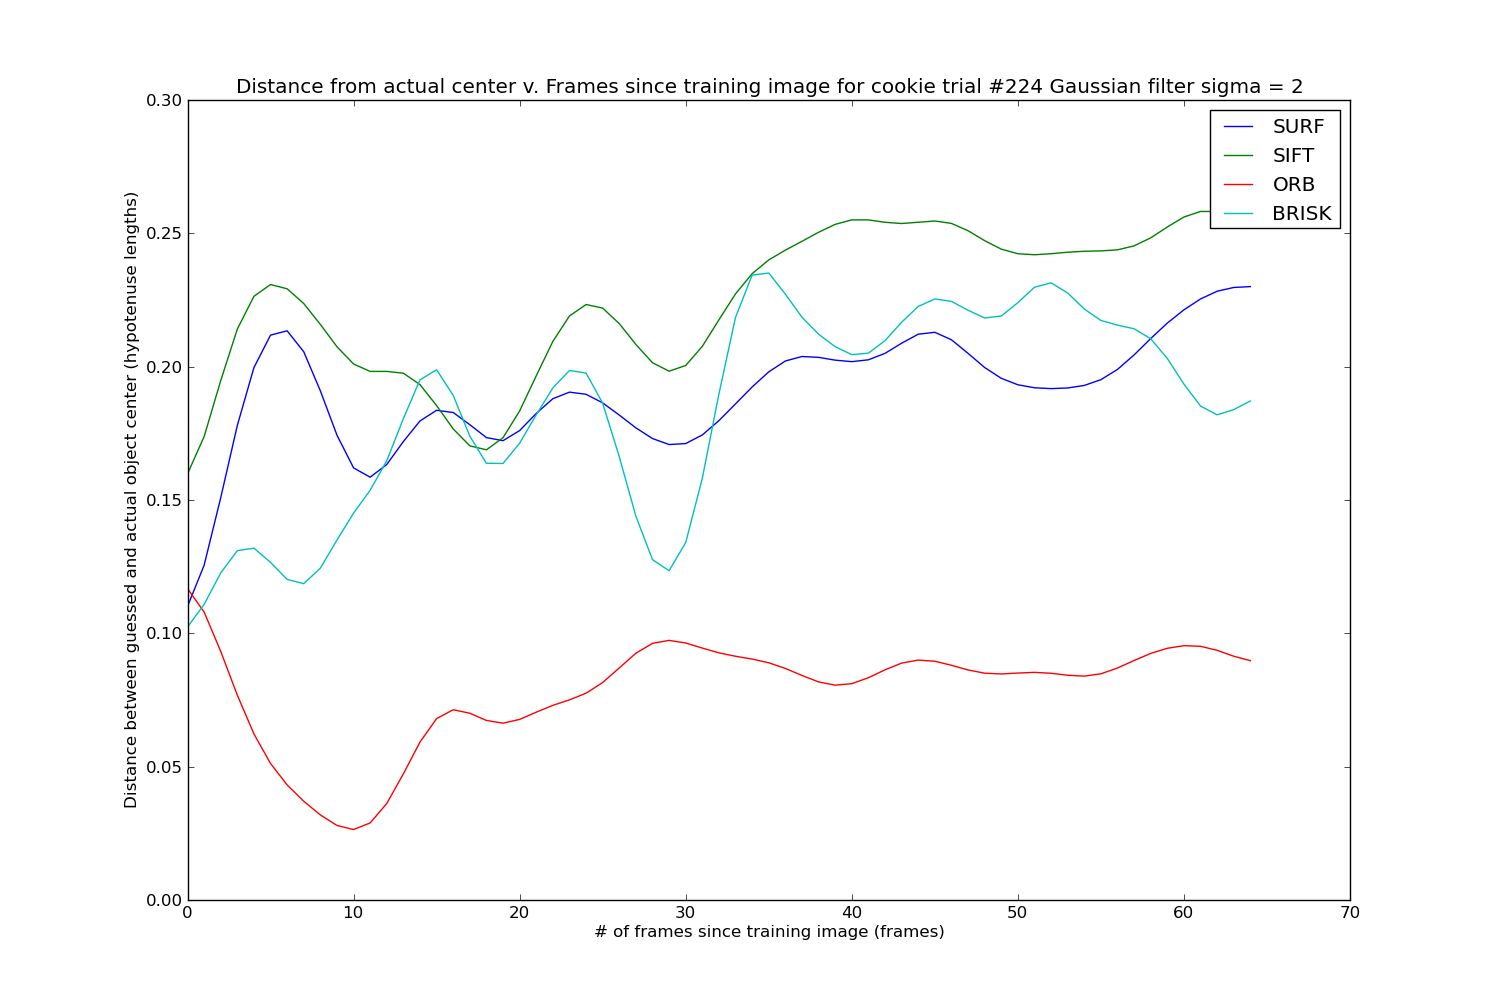 Distance from actual center v. Frames since training image for cookie trial #224 Gaussian filter sigma = 2
0.30
0.25
0.20
0.15
0.10
0.05
0.00
Distance between guessed and actual object center (hypotenuse lengths)
SURF
SIFT
ORB
BRISK
0 10 20 30 40 50 60 70
# of frames since training image (frames)